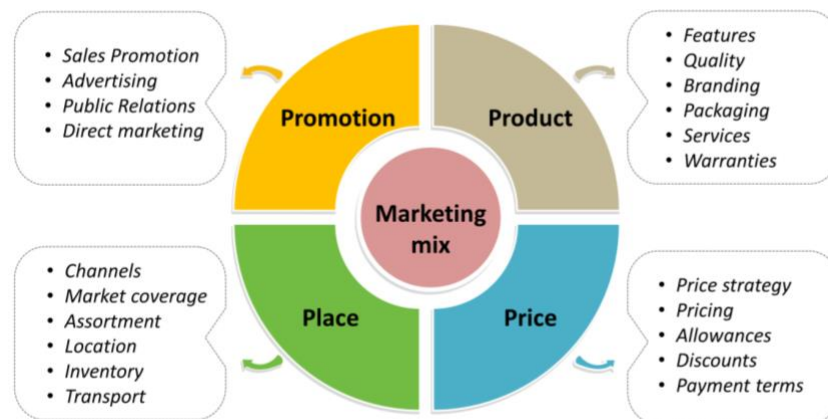 • Sales Promotion
• Advertising
• Public Relations
• Direct marketing
Promotion
Product
• Features
• Quality
• Branding
• Packaging
• Services
• Warranties
Marketing
mix
• Channels
• Market coverage
• Assortment
• Location
• Inventory
• Transport
Place
Price
• Price strategy
• Pricing
• Allowances
• Discounts
• Payment terms